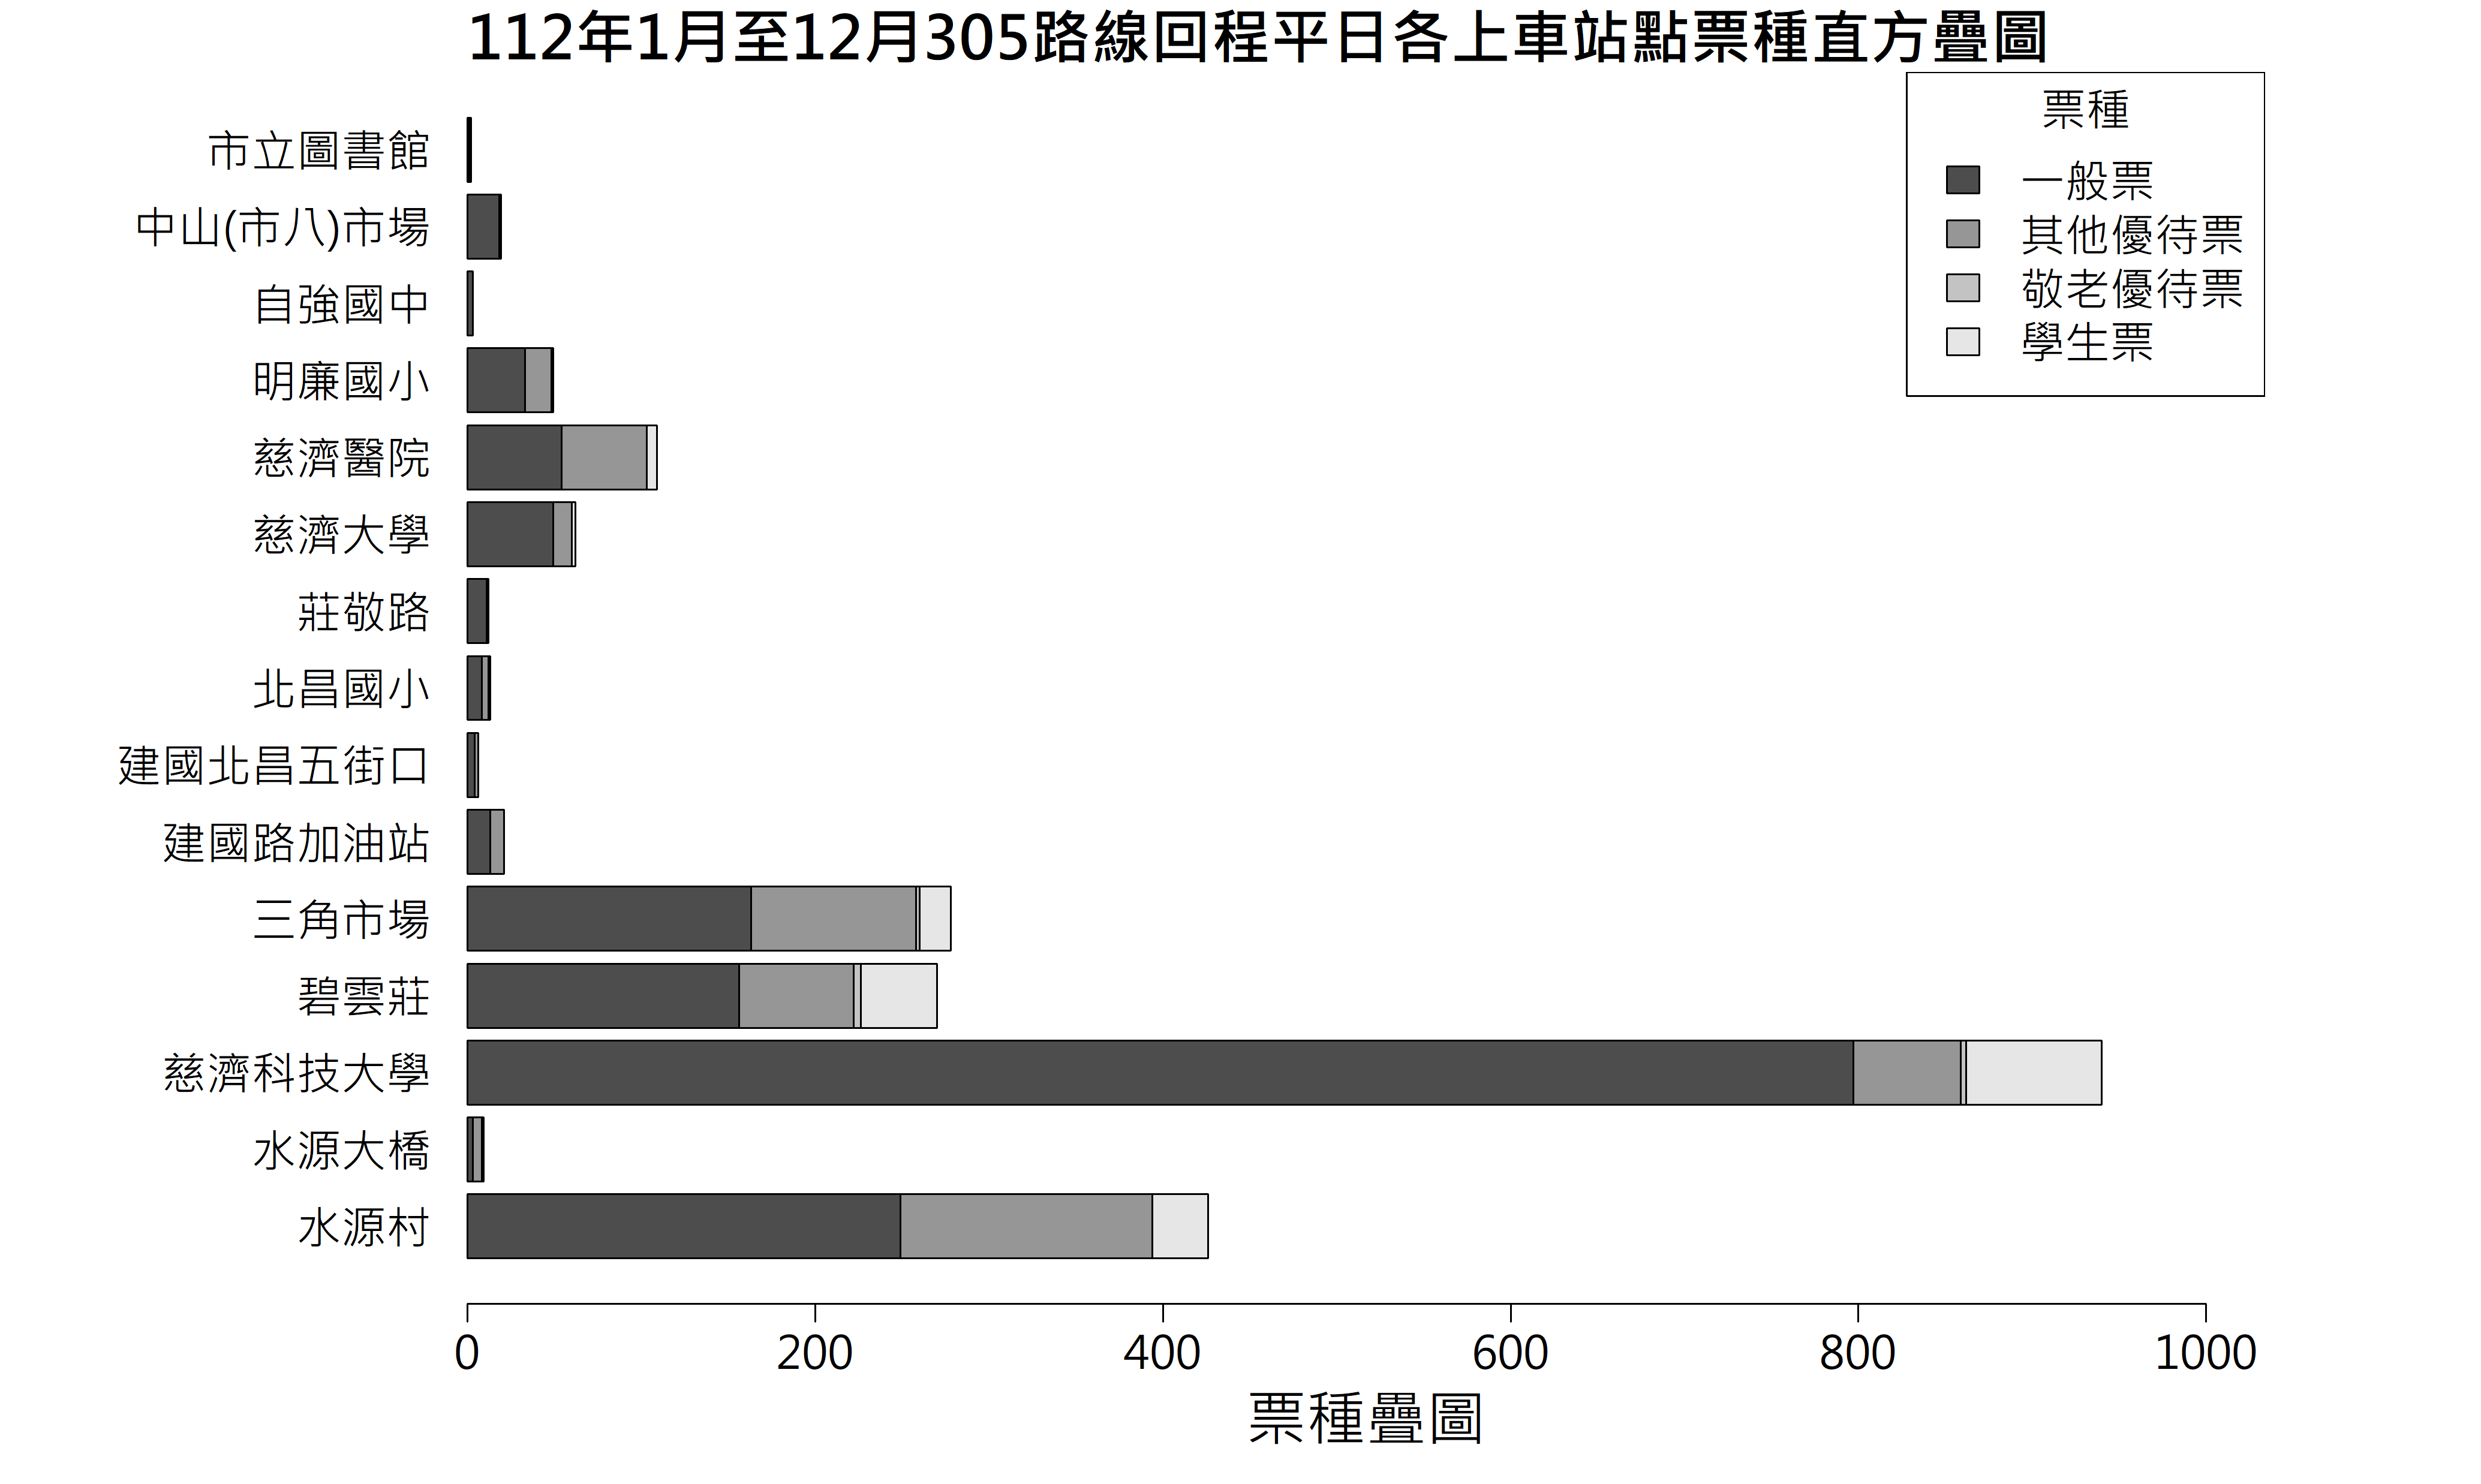 112年1月至12月305路線回程平日各上車站點票種直方疊圖
票種
一般票
其他優待票
敬老優待票
學生票
市立圖書館
中山(市八)市場
自強國中
明廉國小
慈濟醫院
慈濟大學
莊敬路
北昌國小
建國北昌五街口
建國路加油站
三角市場
碧雲莊
慈濟科技大學
水源大橋
水源村
0 200 400 600 800 1000
票種疊圖